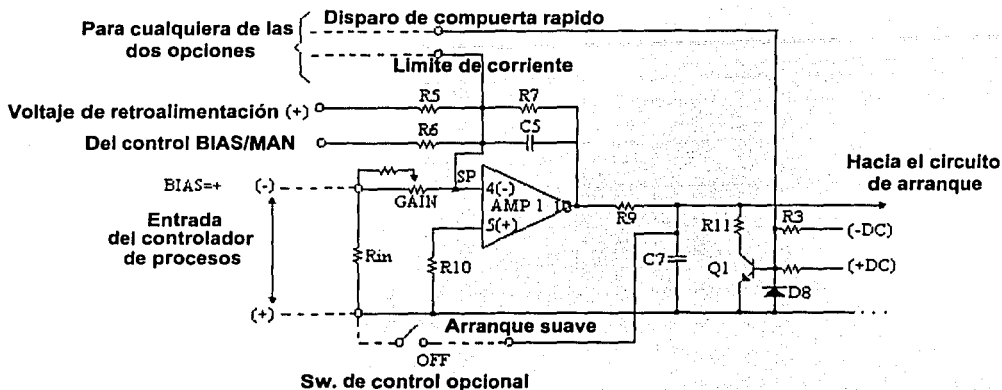 Disparo de compuerta rapido
Para cualquiera de las
dos opciones
Limite de corriente
Voltaje de retroalimentación (+)
R5
R7
Del control BIAS/MAN
R6
C5
BIAS=+
(-)
GAIN
SP
4(-)
AMP 1
10
5(+)
R9
Hacia el circuito
de arranque
Entrada
del controlador
de procesos
Rin
R10
C7
R11
Q1
R3
(-DC)
(+DC)
D8
(+)
Arranque suave
OFF
Sw. de control opcional